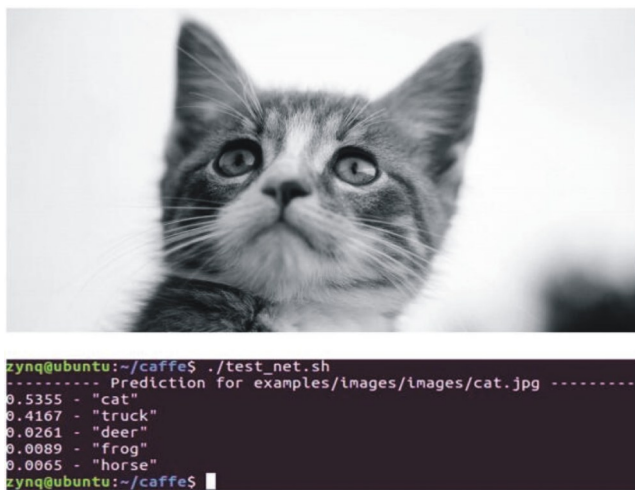 zynq@ubuntu:~/caffe$ ./test_net.sh
---------- Prediction for examples/images/images/cat.jpg ---------
0.5355 - "cat"
0.4167 - "truck"
0.0261 - "deer"
0.0089 - "frog"
0.0065 - "horse"
zynq@ubuntu:~/caffe$